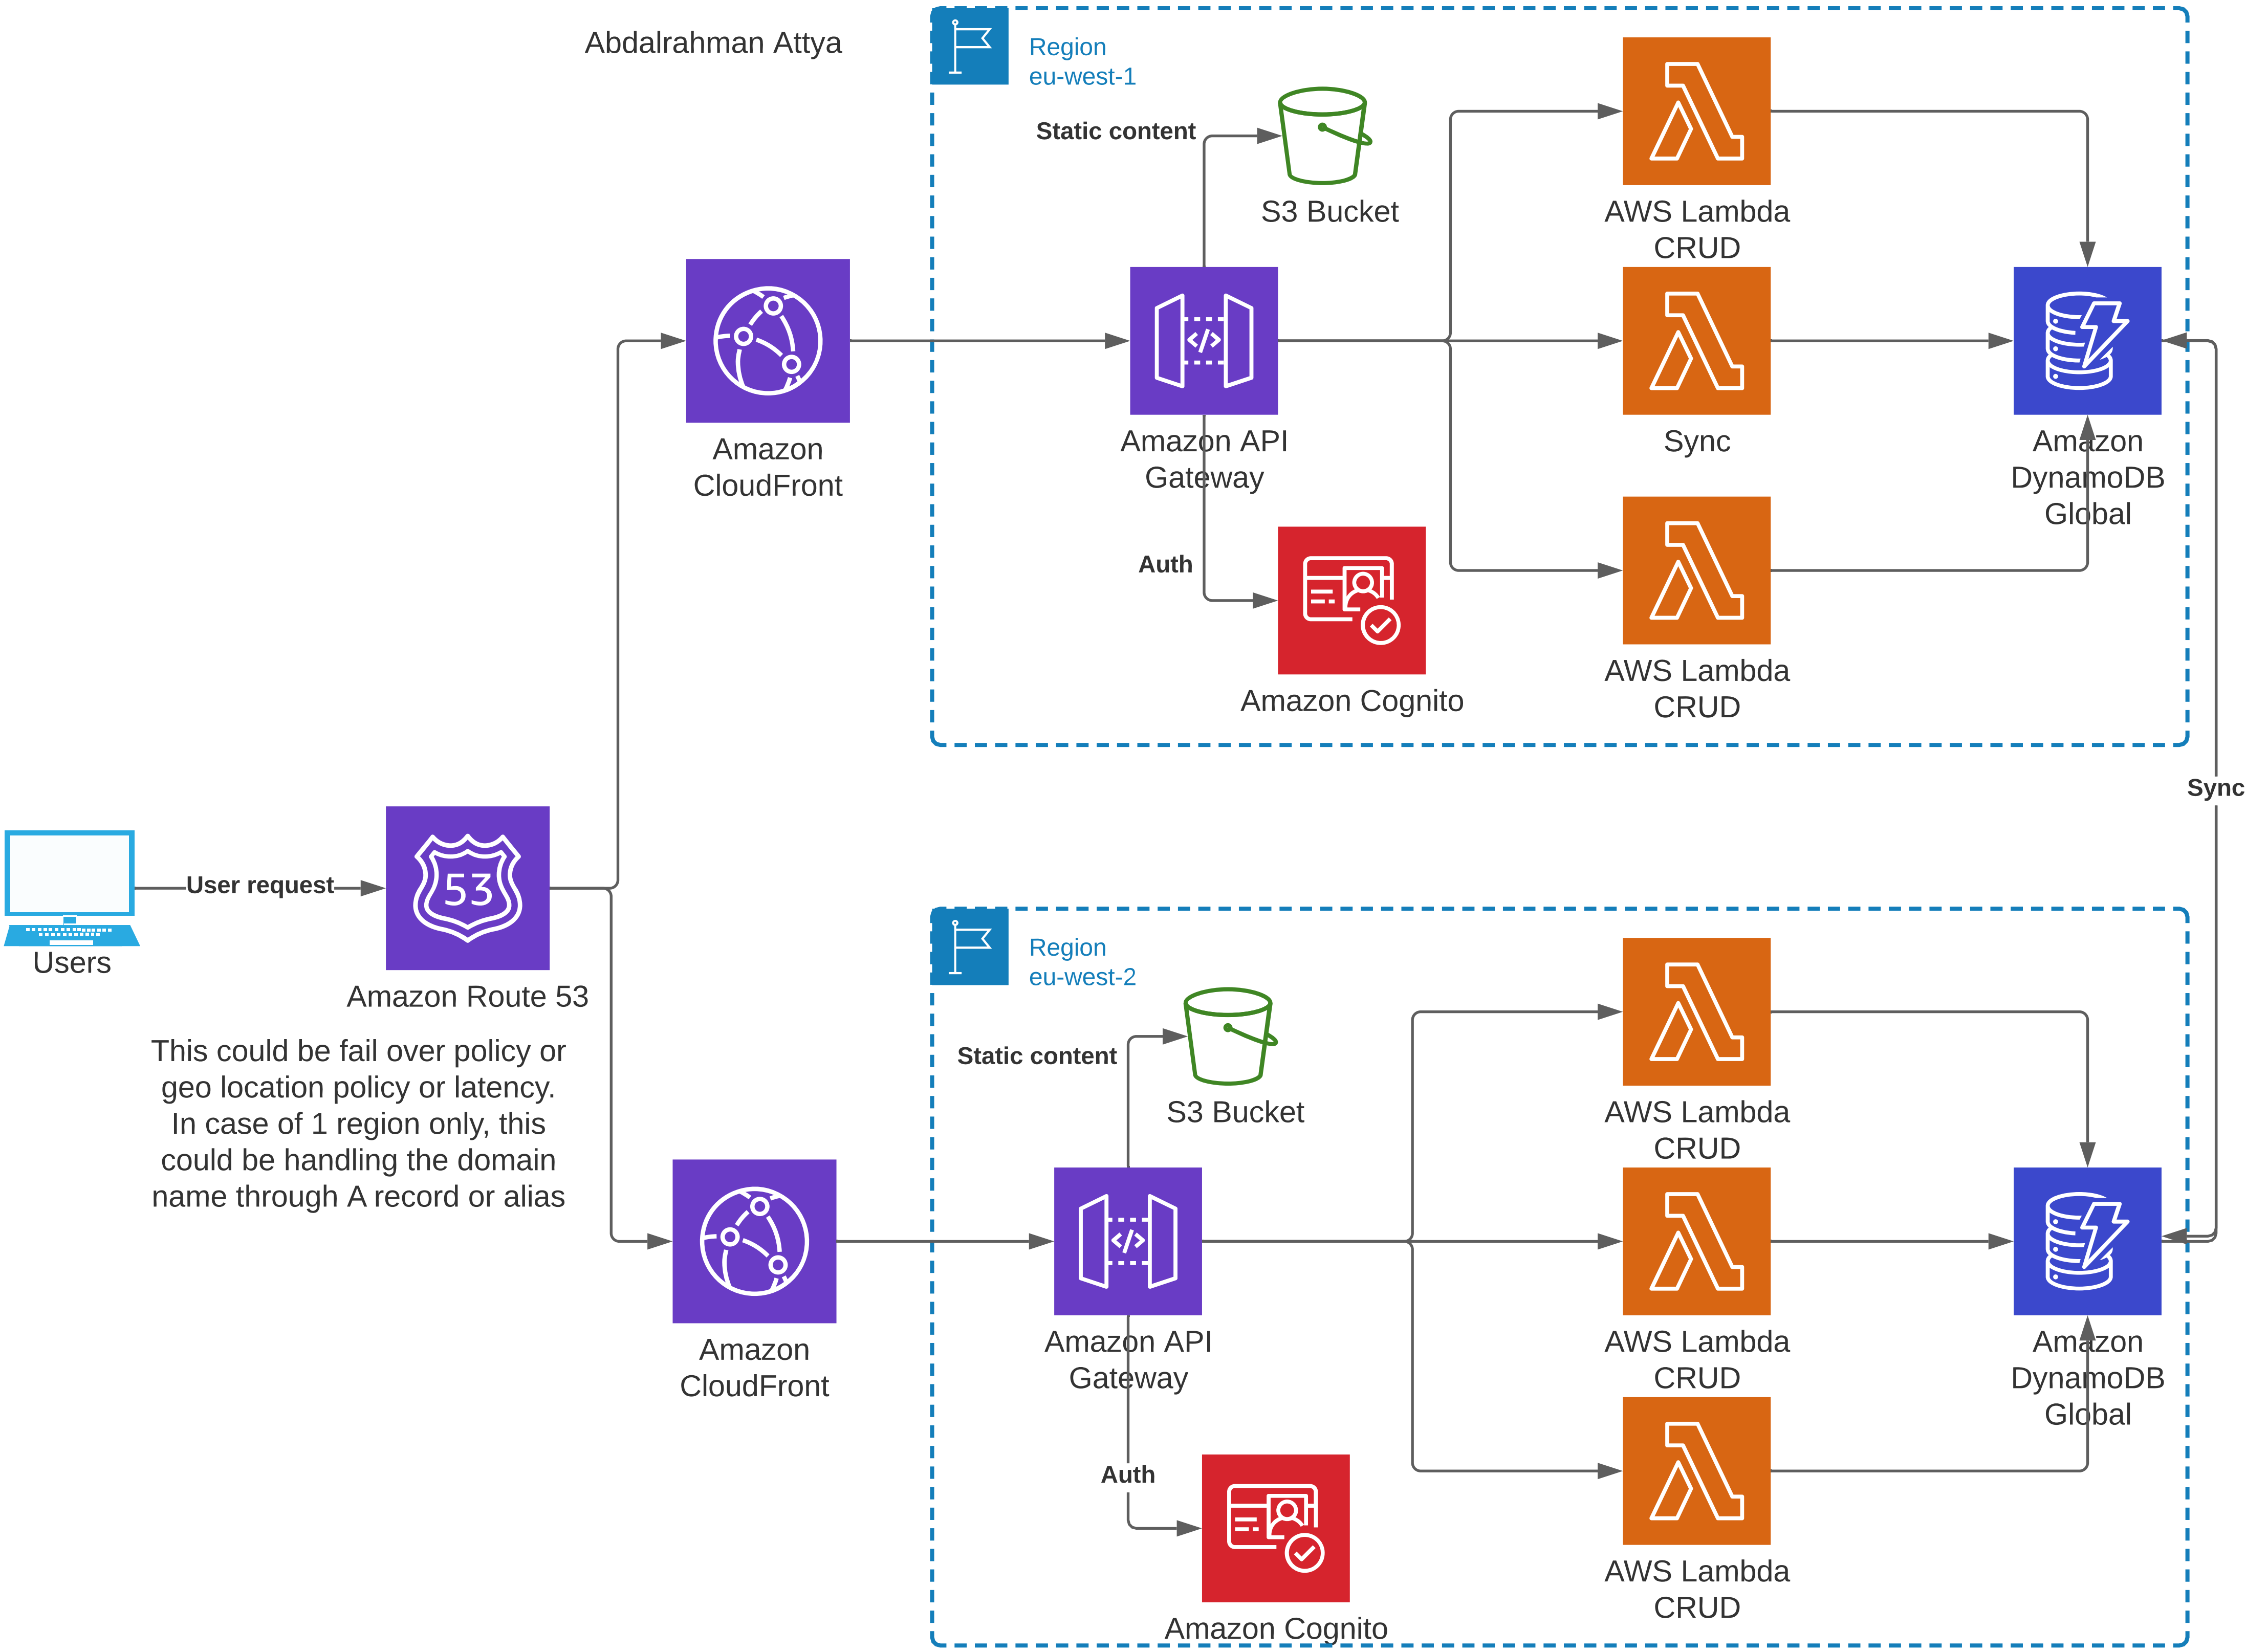 Abdalrahman Attya
Region
eu-west-1
Static content
S3 Bucket
AWS Lambda
CRUD
Amazon
CloudFront
Amazon API
Gateway
Sync
Amazon
DynamoDB
Global
Auth
Amazon Cognito
AWS Lambda
CRUD
Sync
User request
Users
53
Amazon Route 53
This could be fail over policy or
geo location policy or latency.
In case of 1 region only, this
could be handling the domain
name through A record or alias
Region
eu-west-2
Static content
S3 Bucket
AWS Lambda
CRUD
Amazon
CloudFront
Amazon API
Gateway
AWS Lambda
CRUD
Amazon
DynamoDB
Global
Auth
Amazon Cognito
AWS Lambda
CRUD